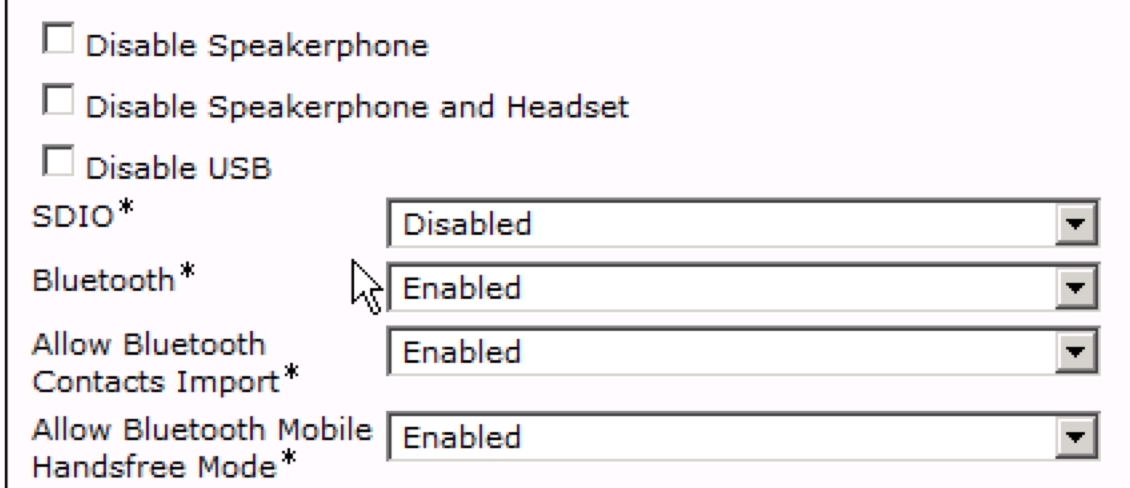 Disable Speakerphone
Disable Speakerphone and Headset
Disable USB
SDIO*
Disabled
Bluetooth*
Enabled
Allow Bluetooth
Contacts Import*
Enabled
Allow Bluetooth Mobile
Handsfree Mode*
Enabled